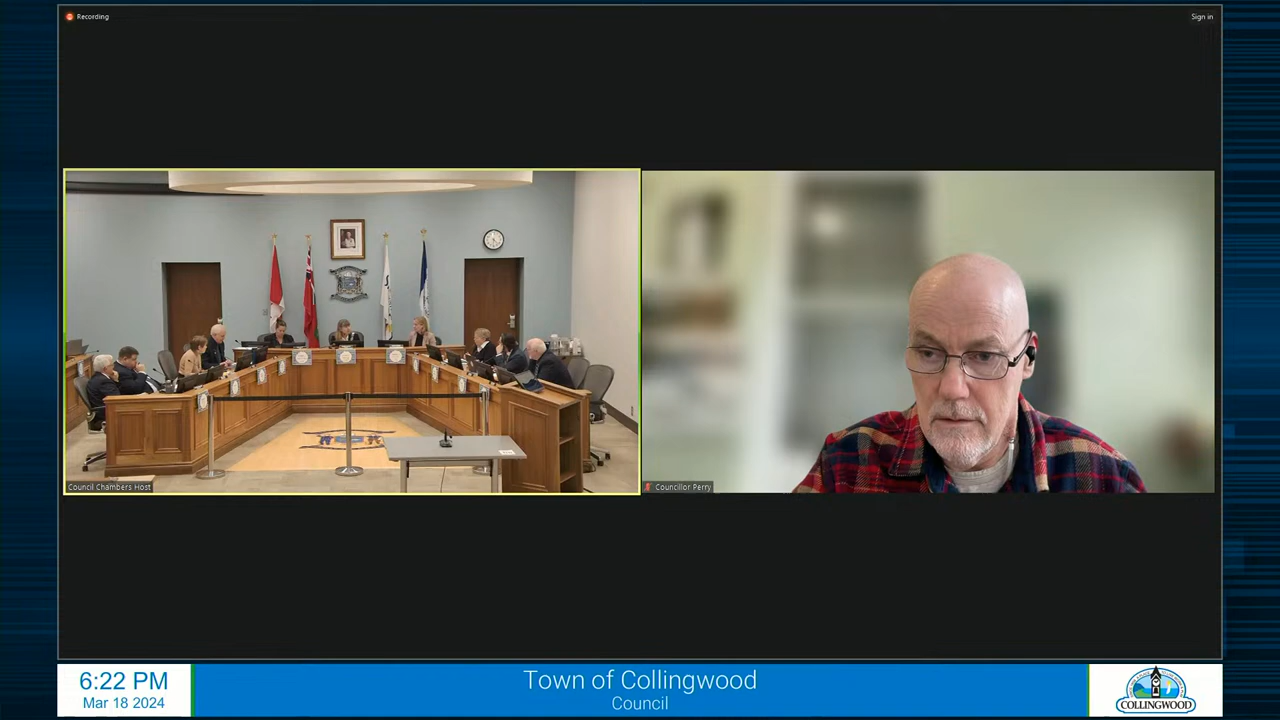 Recording
Sign in
Council Chambers Host
Councillor Perry
6:22 PM
Mar 18 2024
Town of Collingwood
Council
COLLINGWOOD